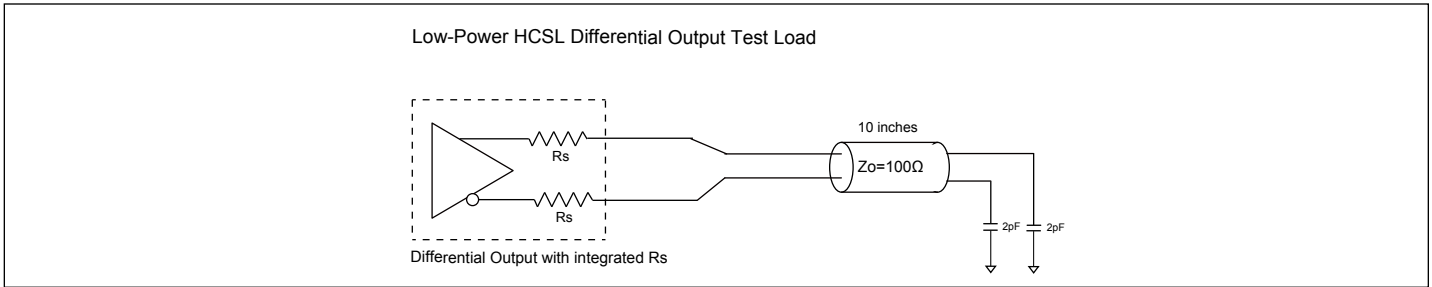 Low-Power HCSL Differential Output Test Load
10 inches
Rs
Zo=100Ω
Rs
2pF
2pF
Differential Output with integrated Rs